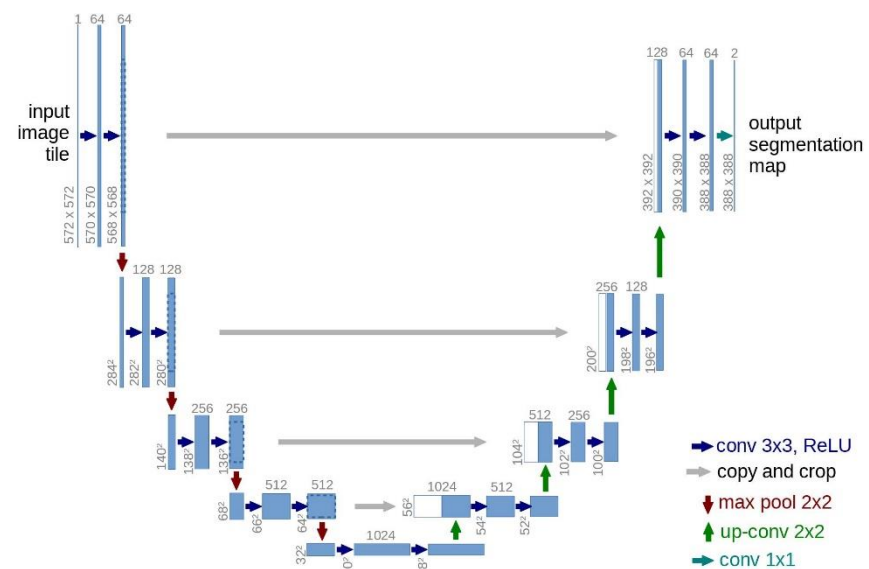 1 64 64
128 64 64 2
input
image
tile
output
segmentation
map
572 x 572
570 x 570
568 x 568
392 x 392
390 x 390
388 x 388
388 x 388
128 128
256 128
284²
282²
280²
200²
198²
196²
256 256
512 256
140²
138²
136²
104²
102²
100²
512 512
1024 512
68²
66²
64²
56²
54²
52²
1024
32²
0²
8²
conv 3x3, ReLU
copy and crop
max pool 2x2
up-conv 2x2
conv 1x1